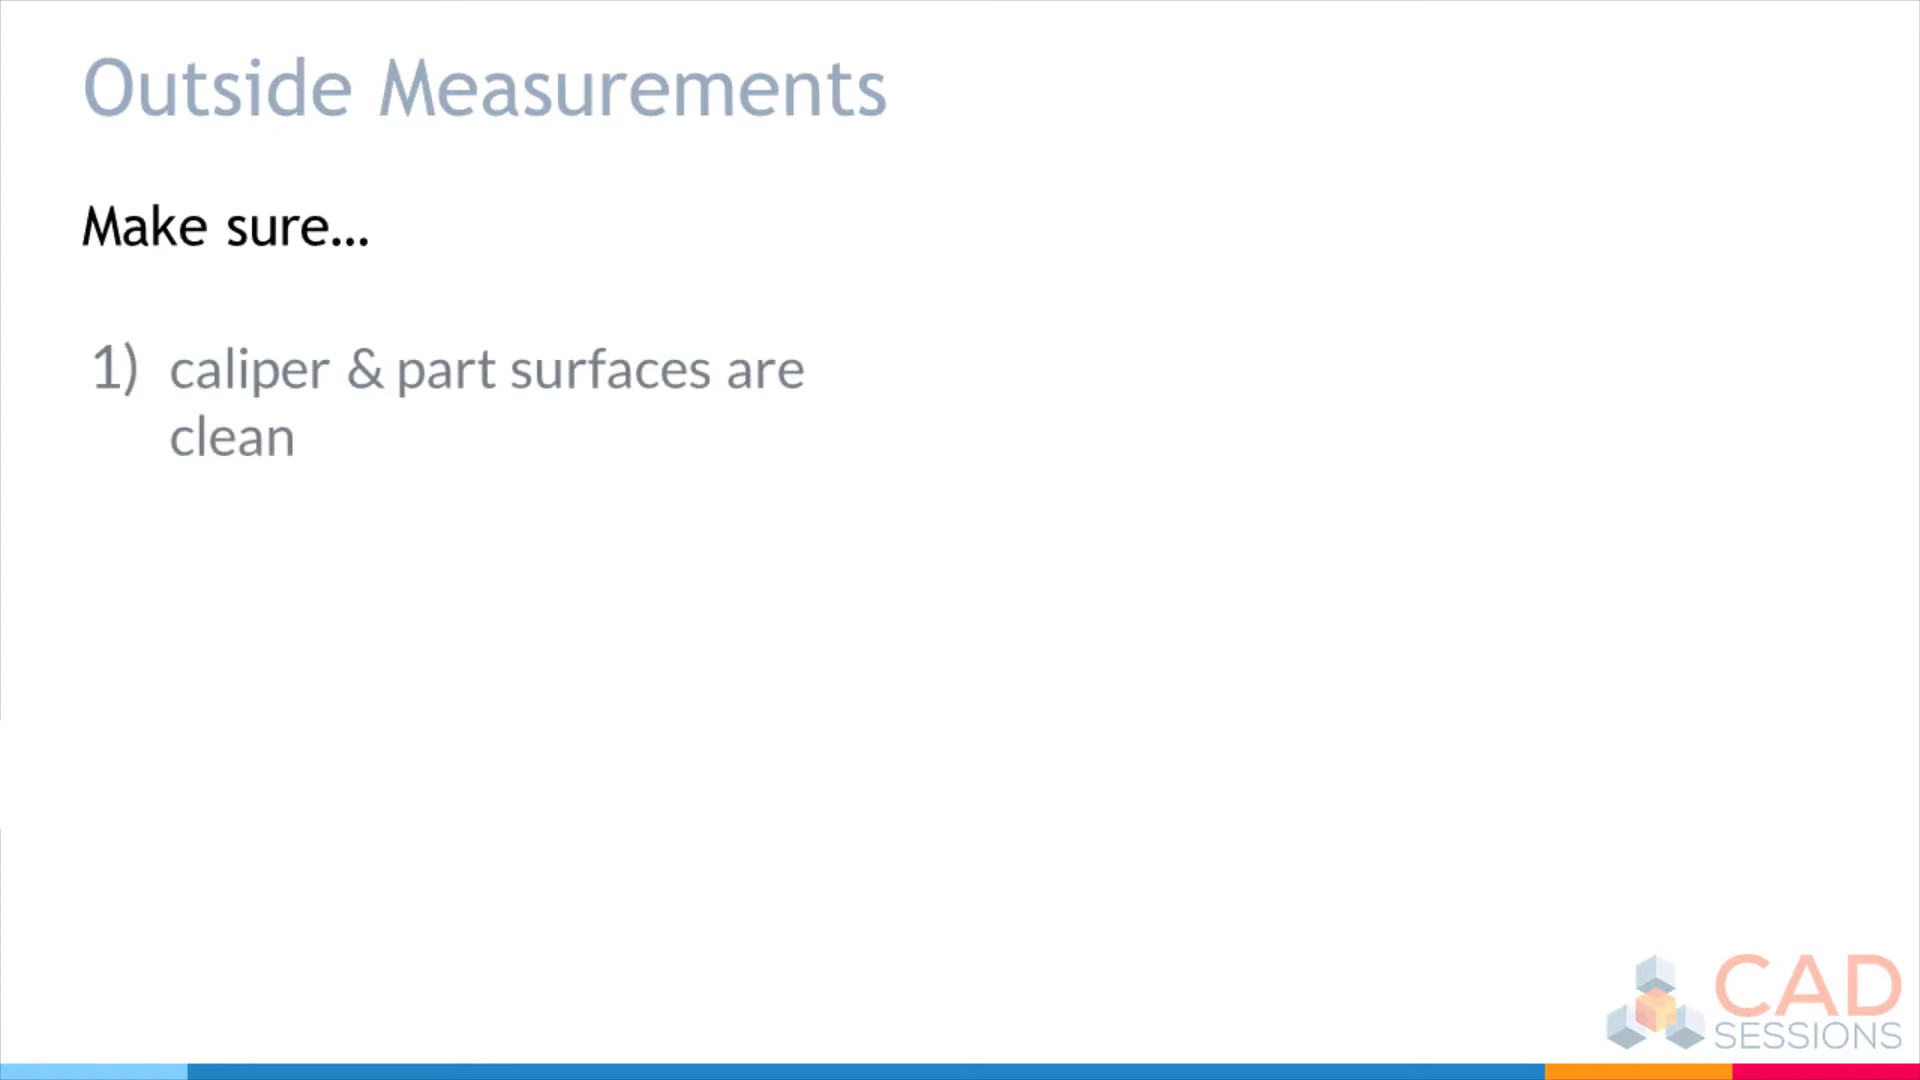 Outside Measurements
Make sure…
1) caliper & part surfaces are
clean
CAD
SESSIONS